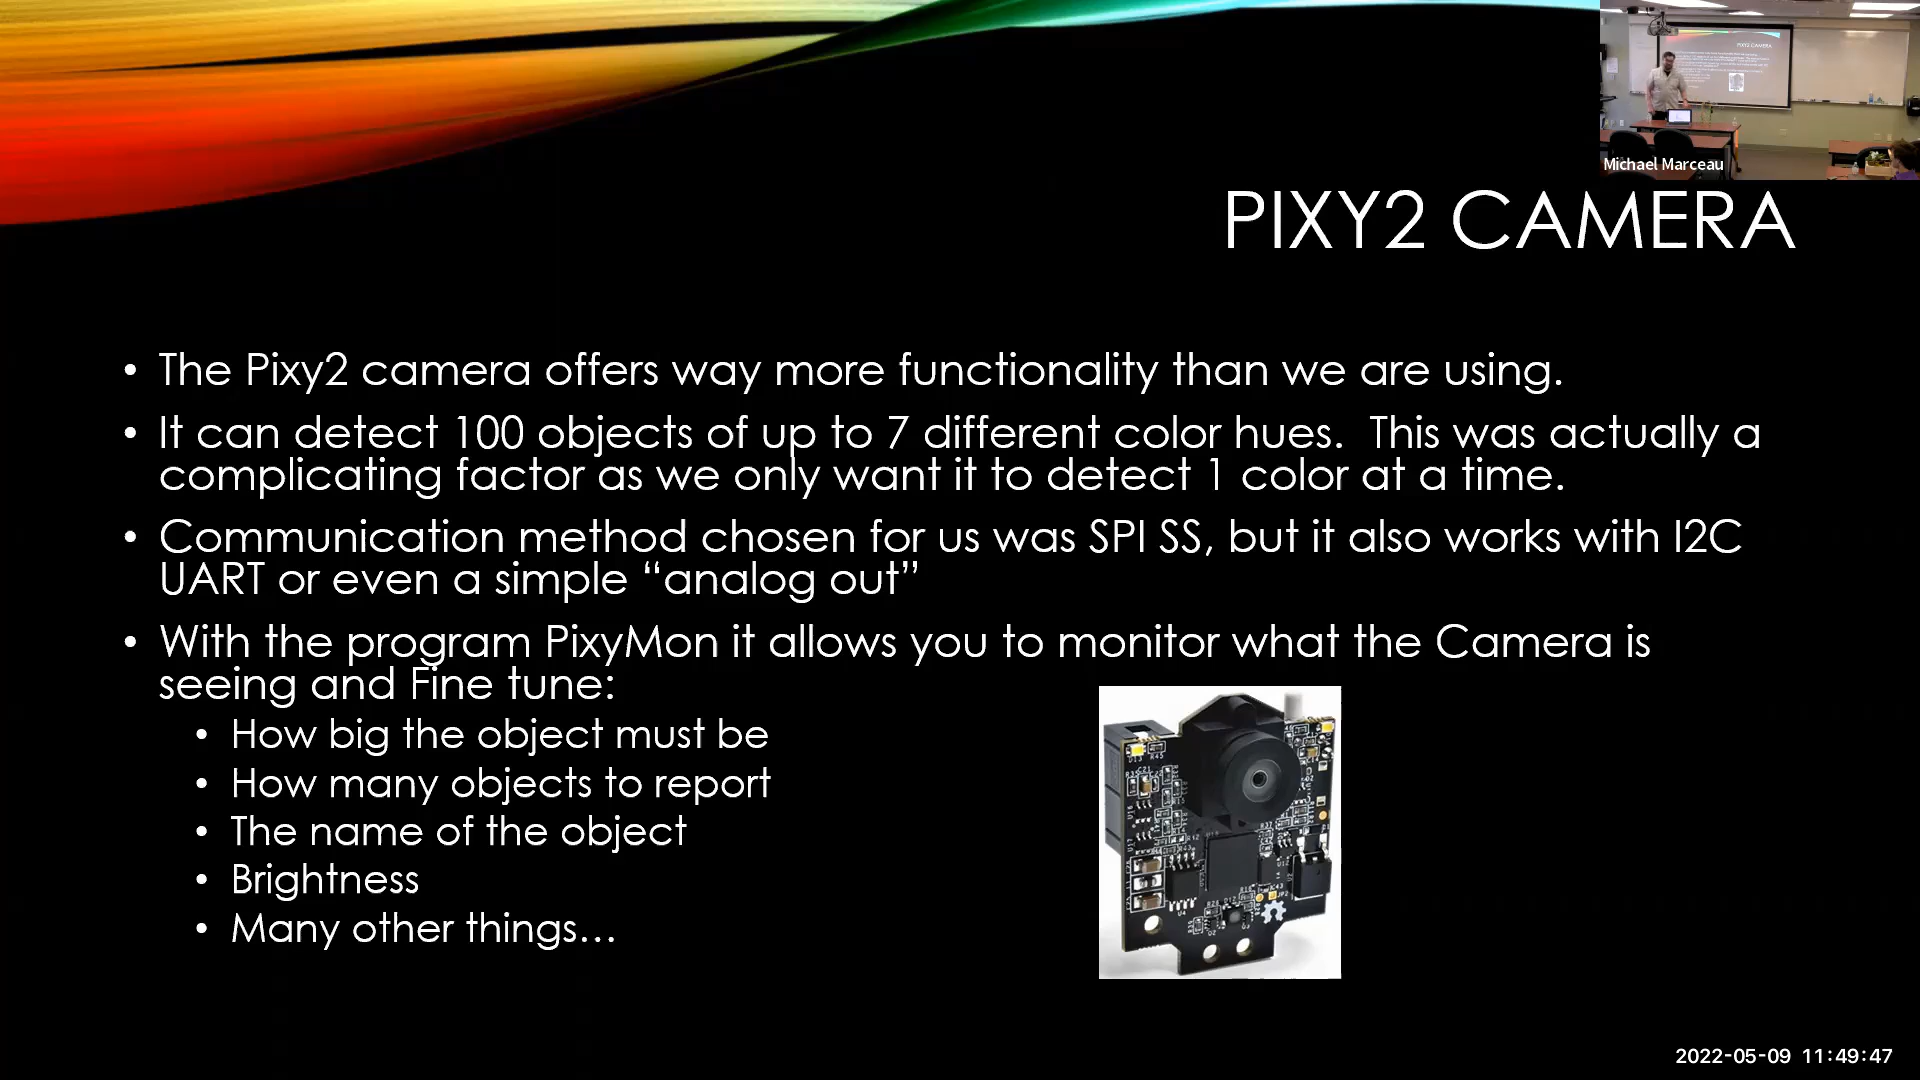 Michael Marceau
PIXY2 CAMERA
• The Pixy2 camera offers way more functionality than we are using.
• It can detect 100 objects of up to 7 different color hues.  This was actually a
complicating factor as we only want it to detect 1 color at a time.
• Communication method chosen for us was SPI SS, but it also works with I2C
UART or even a simple “analog out”
• With the program PixyMon it allows you to monitor what the Camera is
seeing and Fine tune:
• How big the object must be
• How many objects to report
• The name of the object
• Brightness
• Many other things…
2022-05-09 11:49:47